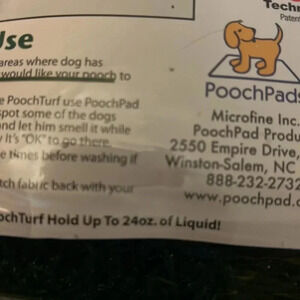 Techn
Paten
Use
areas where dog has
would like your pooch to
e PoochTurf use PoochPad
spot some of the dogs
and let him smell it while
y It's "OK" to go there.
e times before washing if
tch fabric back with your
ochTurf Hold Up To 24oz. of Liquid!
PoochPads
Microfine Inc.
PoochPad Produ
2550 Empire Drive,
Winston-Salem, NC
888-232-2732
www.poochpad.c